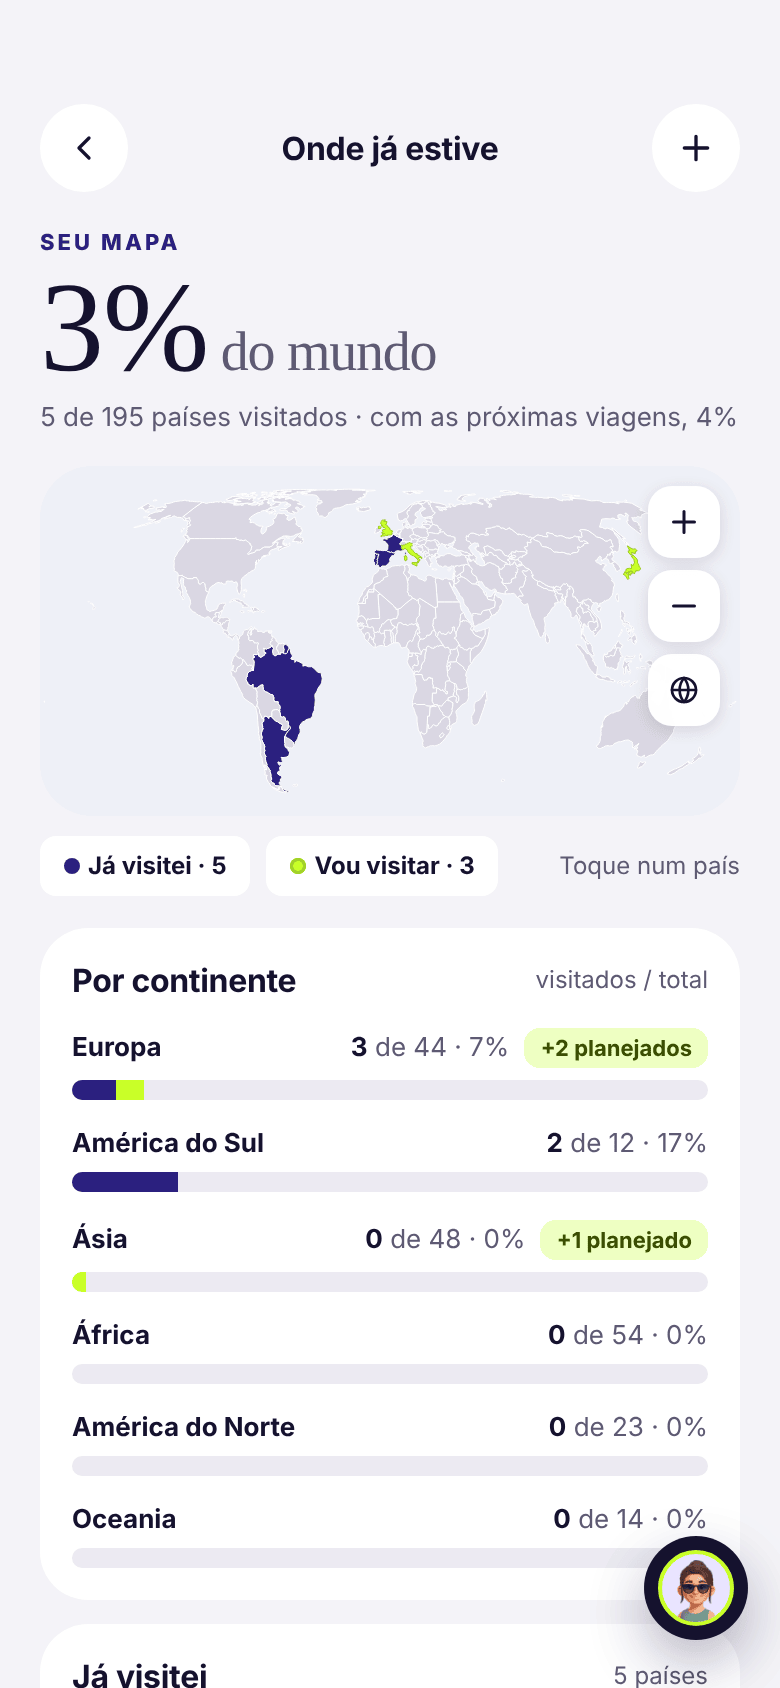 Onde já estive
SEU MAPA
3% do mundo
5 de 195 países visitados · com as próximas viagens, 4%
Já visitei · 5
Vou visitar · 3
Toque num país
Por continente
visitados / total
Europa
3 de 44 · 7%
+2 planejados
América do Sul
2 de 12 · 17%
Ásia
0 de 48 · 0%
+1 planejado
África
0 de 54 · 0%
América do Norte
0 de 23 · 0%
Oceania
0 de 14 · 0%
Já visitei
5 países